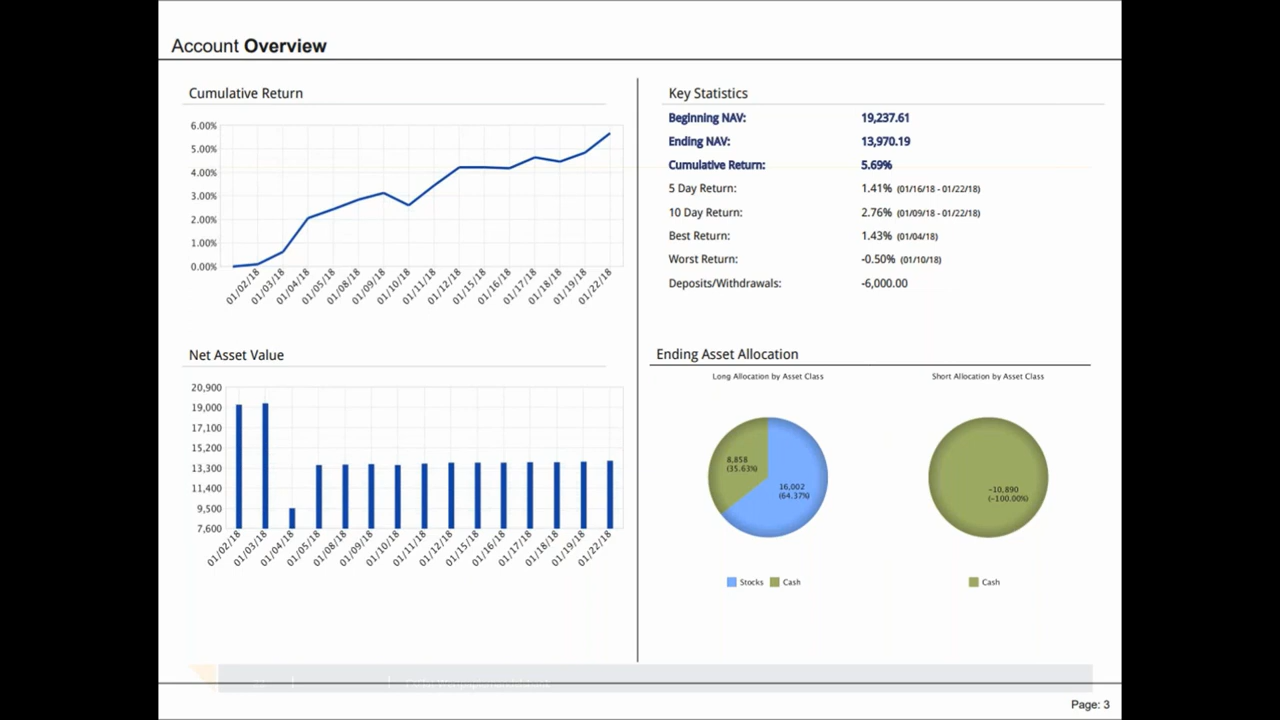 Account Overview
Cumulative Return
6.00%
5.00%
4.00%
3.00%
2.00%
1.00%
0.00%
01/02/18
01/03/18
01/04/18
01/05/18
01/08/18
01/09/18
01/10/18
01/11/18
01/12/18
01/15/18
01/16/18
01/17/18
01/18/18
01/19/18
01/22/18
Key Statistics
Beginning NAV: 19,237.61
Ending NAV: 13,970.19
Cumulative Return: 5.69%
5 Day Return: 1.41% (01/16/18 - 01/22/18)
10 Day Return: 2.76% (01/09/18 - 01/22/18)
Best Return: 1.43% (01/04/18)
Worst Return: -0.50% (01/10/18)
Deposits/Withdrawals: -6,000.00
Net Asset Value
20,900
19,000
17,100
15,200
13,300
11,400
9,500
7,600
01/02/18
01/03/18
01/04/18
01/05/18
01/08/18
01/09/18
01/10/18
01/11/18
01/12/18
01/15/18
01/16/18
01/17/18
01/18/18
01/19/18
01/22/18
Ending Asset Allocation
Long Allocation by Asset Class
8,858
(35.63%)
16,002
(64.37%)
Stocks Cash
Short Allocation by Asset Class
-10,890
(-100.00%)
Cash
Page: 3